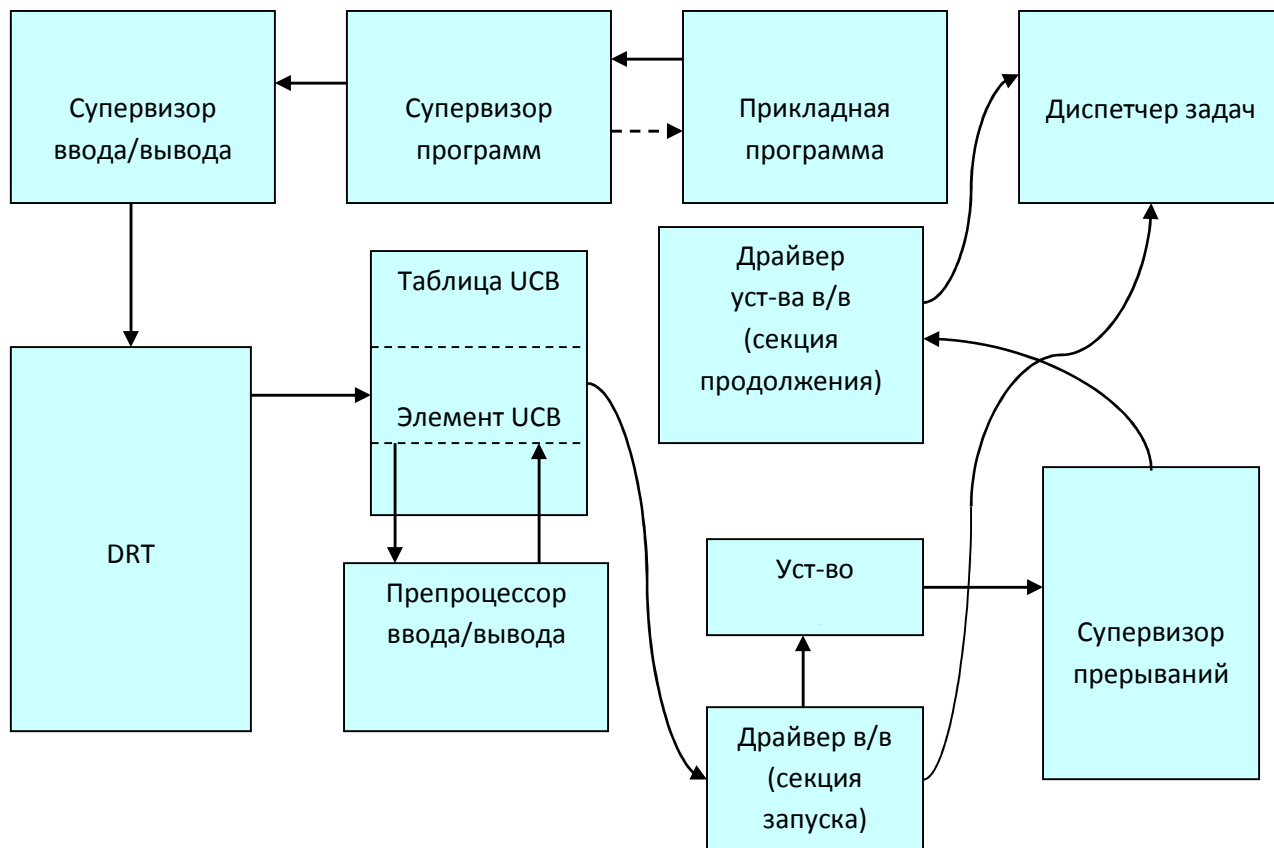 Супервизор
ввода/вывода
Супервизор
программ
Прикладная
программа
Диспетчер задач
Таблица UCB
Элемент UCB
Драйвер
уст-ва в/в
(секция
продолжения)
DRT
Препроцессор
ввода/вывода
Уст-во
Супервизор
прерываний
Драйвер в/в
(секция
запуска)